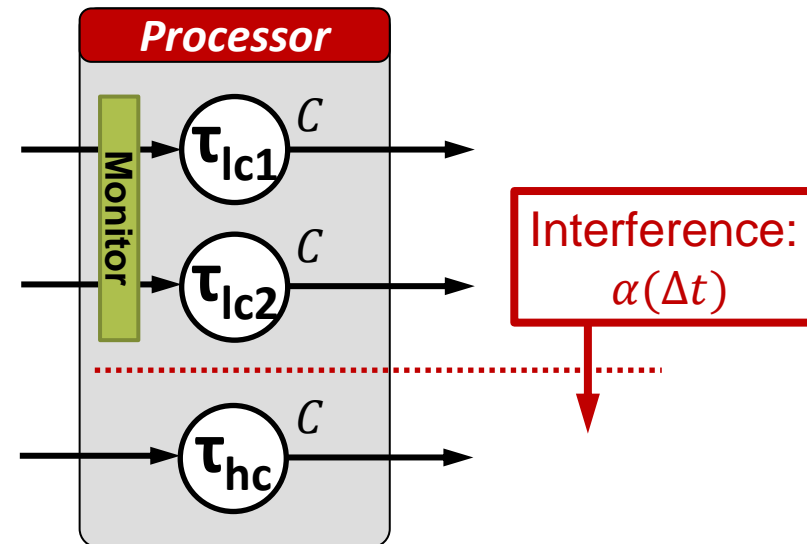 Processor
Monitor
τlc1
C
τlc2
C
Interference:
α(Δt)
τhc
C